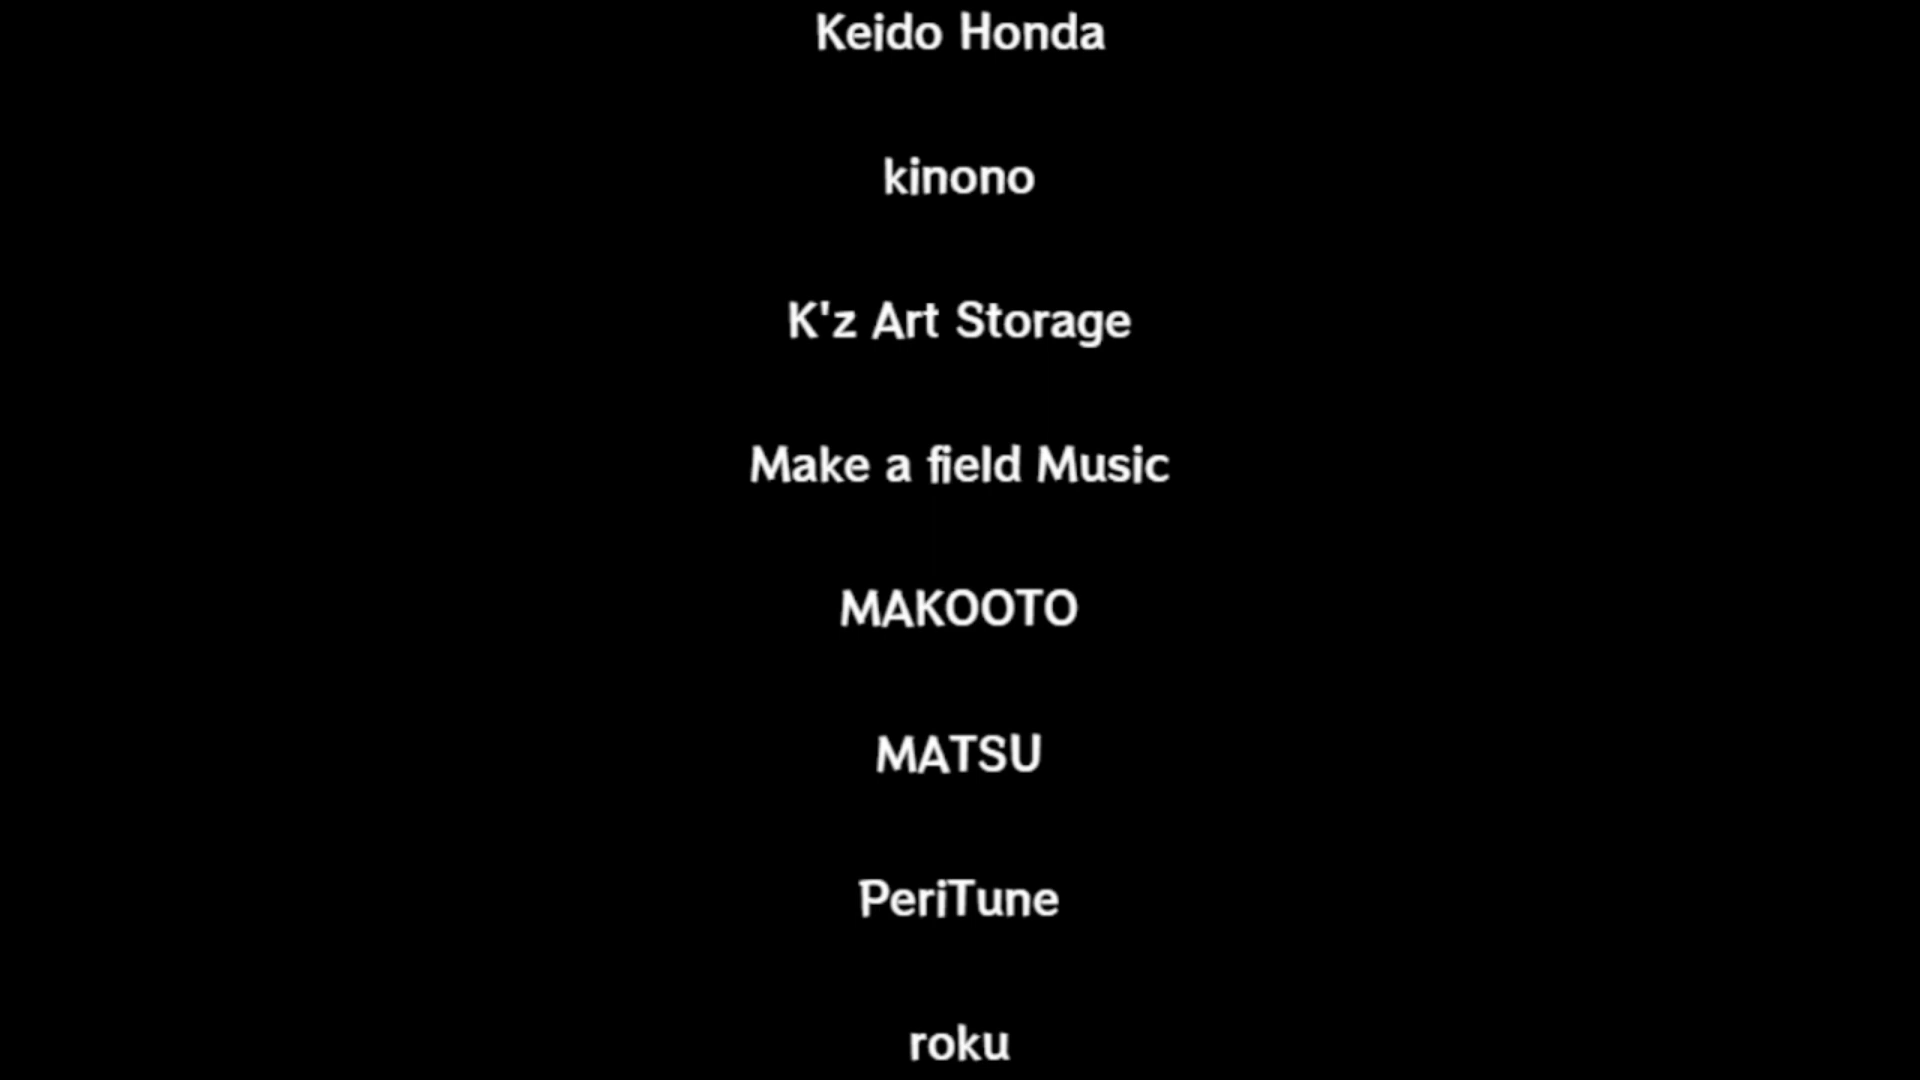 Keido Honda
kinono
K'z Art Storage
Make a field Music
MAKOOTO
MATSU
PeriTune
roku